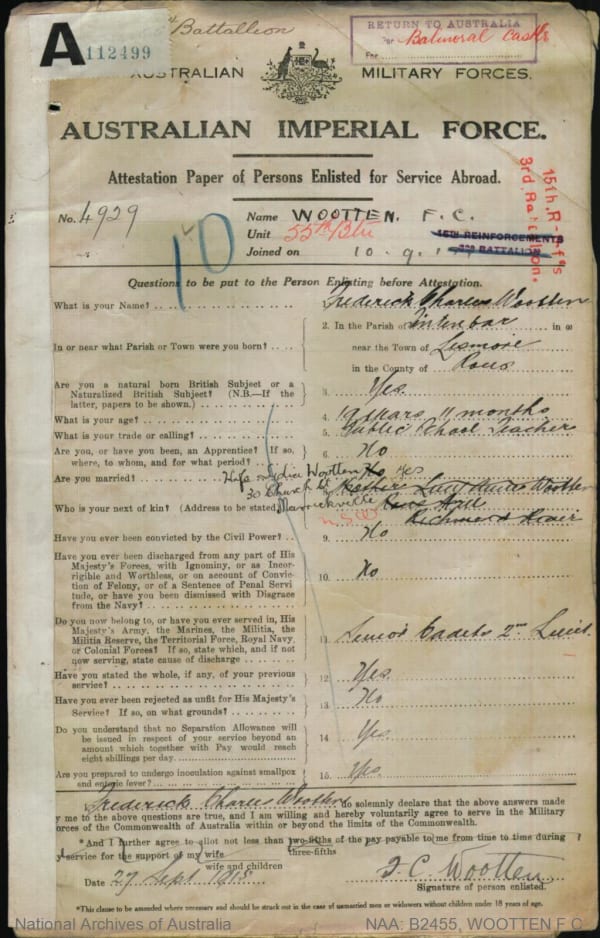 A
112499
Battallion
RETURN TO AUSTRALIA
Per Balmoral Castle
For
AUSTRALIAN MILITARY FORCES.
AUSTRALIAN IMPERIAL FORCE.
Attestation Paper of Persons Enlisted for Service Abroad.
15th. R-inf's
3rd. Battalion.
No. 4929
10
Name WOOTTEN. F. C.
Unit 55th Btn
15TH REINFORCEMENTS
3RD BATTALION.
Joined on 10. 9. 1
Questions to be put to the Person Enlisting before Attestation.
What is your Name?
Frederick Charles Wootten
In or near what Parish or Town were you born?
2. In the Parish of in or
near the Town of Lismore
in the County of Rous
Are you a natural born British Subject or a
Naturalized British Subject? (N.B.—If the
latter, papers to be shown.)
3. Yes.
What is your age?
4. 19 years 11 months
What is your trade or calling?
5. Public School Teacher
Are you, or have you been, an Apprentice? If so,
where, to whom, and for what period?
6. No
Are you married?
No Yes
Who is your next of kin? (Address to be stated)
Lydia Wootten
30 Church St
Marrickville
N.S.W
Mother Wootten
Richmond River
Have you ever been convicted by the Civil Power?
9. No
Have you ever been discharged from any part of His
Majesty's Forces, with Ignominy, or as Incor-
rigible and Worthless, or on account of Convic-
tion of Felony, or of a Sentence of Penal Servi
tude, or have you been dismissed with Disgrace
from the Navy?
10. No
Do you now belong to, or have you ever served in, His
Majesty's Army, the Marines, the Militia, the
Militia Reserve, the Territorial Force, Royal Navy,
or Colonial Forces? If so, state which, and if not
now serving, state cause of discharge
11. Senior Cadets 2nd Lieut.
Have you stated the whole, if any, of your previous
service?
12. Yes.
Have you ever been rejected as unfit for His Majesty's
Service? If so, on what grounds?
13. No
Do you understand that no Separation Allowance will
be issued in respect of your service beyond an
amount which together with Pay would reach
eight shillings per day.
14. Yes
Are you prepared to undergo inoculation against smallpox
and enteric fever?
15. Yes.
Frederick Charles Wootten do solemnly declare that the above answers made
y me to the above questions are true, and I am willing and hereby voluntarily agree to serve in the Military
orces of the Commonwealth of Australia within or beyond the limits of the Commonwealth.
*And I further agree to allot not less than two-fifths of the pay payable to me from time to time during
three-fifths
y service for the support of my wife
wife and children
Date 29 Sept 1915
F. C. Wootten.
Signature of person enlisted.
*This clause to be amended where necessary and should be struck out in the case of unmarried men or widowers without children under 18 years of age.
National Archives of Australia
NAA: B2455, WOOTTEN F C